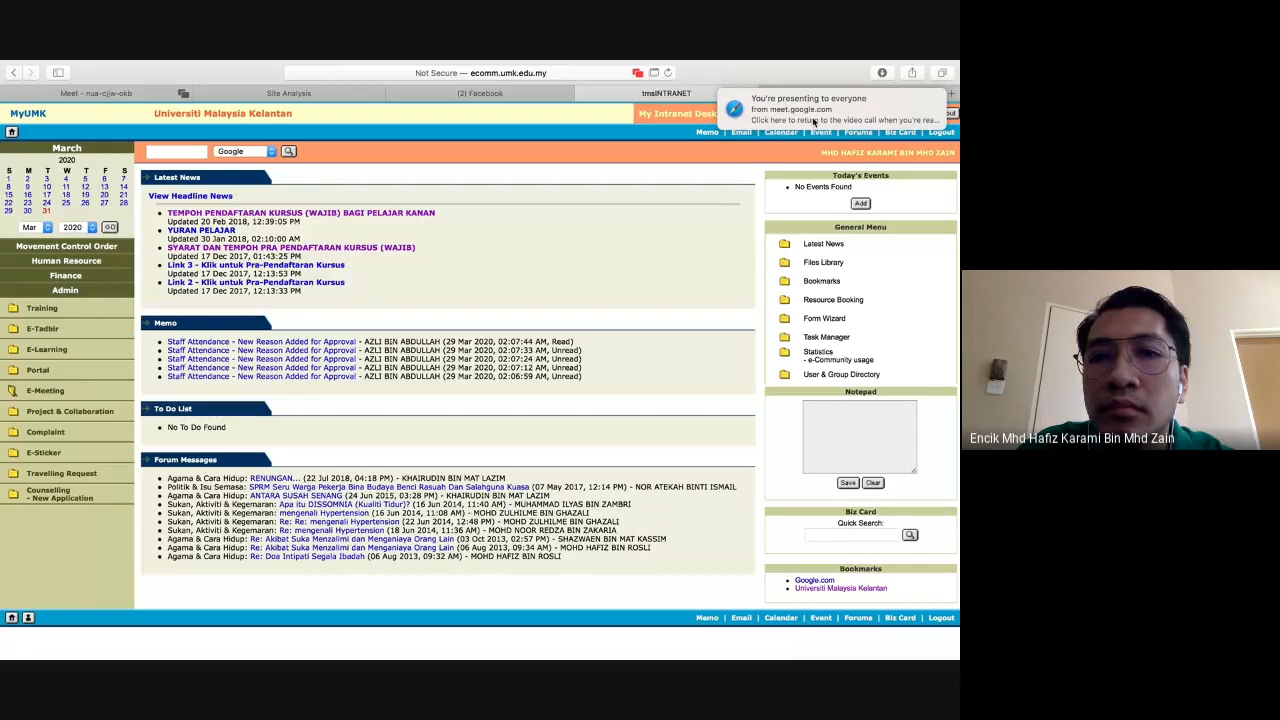 Not Secure — ecomm.umk.edu.my
Meet - nua-cjjw-okb
Site Analysis
(2) Facebook
tmsINTRANET
You're presenting to everyone
from meet.google.com
Click here to return to the video call when you're rea...
MyUMK
Universiti Malaysia Kelantan
My Intranet Desk
Memo | Email | Calendar | Event | Forums | Biz Card | Logout
Google
MHD HAFIZ KARAMI BIN MHD ZAIN
March
2020
S M T W T F S
1 2 3 4 5 6 7
8 9 10 11 12 13 14
15 16 17 18 19 20 21
22 23 24 25 26 27 28
29 30 31
Mar 2020 GO
Movement Control Order
Human Resource
Finance
Admin
Training
E-Tadbir
E-Learning
Portal
E-Meeting
Project & Collaboration
Complaint
E-Sticker
Travelling Request
Counselling
- New Application
Latest News
View Headline News
TEMPOH PENDAFTARAN KURSUS (WAJIB) BAGI PELAJAR KANAN
Updated 20 Feb 2018, 12:39:05 PM
YURAN PELAJAR
Updated 30 Jan 2018, 02:10:00 AM
SYARAT DAN TEMPOH PRA PENDAFTARAN KURSUS (WAJIB)
Updated 17 Dec 2017, 01:43:25 PM
Link 3 - Klik untuk Pra-Pendaftaran Kursus
Updated 17 Dec 2017, 12:13:53 PM
Link 2 - Klik untuk Pra-Pendaftaran Kursus
Updated 17 Dec 2017, 12:13:33 PM
Memo
Staff Attendance - New Reason Added for Approval - AZLI BIN ABDULLAH (29 Mar 2020, 02:07:44 AM, Read)
Staff Attendance - New Reason Added for Approval - AZLI BIN ABDULLAH (29 Mar 2020, 02:07:33 AM, Unread)
Staff Attendance - New Reason Added for Approval - AZLI BIN ABDULLAH (29 Mar 2020, 02:07:24 AM, Unread)
Staff Attendance - New Reason Added for Approval - AZLI BIN ABDULLAH (29 Mar 2020, 02:07:12 AM, Unread)
Staff Attendance - New Reason Added for Approval - AZLI BIN ABDULLAH (29 Mar 2020, 02:06:59 AM, Unread)
To Do List
No To Do Found
Forum Messages
Agama & Cara Hidup: RENUNGAN... (22 Jul 2018, 04:18 PM) - KHAIRUDIN BIN MAT LAZIM
Politik & Isu Semasa: SPRM Seru Warga Pekerja Bina Budaya Benci Rasuah Dan Salahguna Kuasa (07 May 2017, 12:14 PM) - NOR ATEKAH BINTI ISMAIL
Agama & Cara Hidup: ANTARA SUSAH SENANG (24 Jun 2015, 03:28 PM) - KHAIRUDIN BIN MAT LAZIM
Sukan, Aktiviti & Kegemaran: Apa itu DISSOMNIA (Kualiti Tidur)? (16 Jun 2014, 11:40 AM) - MUHAMMAD ILYAS BIN ZAMBRI
Sukan, Aktiviti & Kegemaran: mengenali Hypertention (16 Jun 2014, 11:08 AM) - MOHD ZULHILME BIN GHAZALI
Sukan, Aktiviti & Kegemaran: Re: Re: mengenali Hypertention (22 Jun 2014, 12:48 PM) - MOHD ZULHILME BIN GHAZALI
Sukan, Aktiviti & Kegemaran: Re: mengenali Hypertention (18 Jun 2014, 11:36 AM) - MOHD NOOR REDZA BIN ZAKARIA
Agama & Cara Hidup: Re: Akibat Suka Menzalimi dan Menganiaya Orang Lain (03 Oct 2013, 02:57 PM) - SHAZWAEN BIN MAT KASSIM
Agama & Cara Hidup: Re: Akibat Suka Menzalimi dan Menganiaya Orang Lain (06 Aug 2013, 09:34 AM) - MOHD HAFIZ BIN ROSLI
Agama & Cara Hidup: Re: Doa Intipati Segala Ibadah (06 Aug 2013, 09:32 AM) - MOHD HAFIZ BIN ROSLI
Today's Events
No Events Found
Add
General Menu
Latest News
Files Library
Bookmarks
Resource Booking
Form Wizard
Task Manager
Statistics
- e-Community usage
User & Group Directory
Notepad
Save Clear
Biz Card
Quick Search:
Bookmarks
Google.com
Universiti Malaysia Kelantan
Memo | Email | Calendar | Event | Forums | Biz Card | Logout
Encik Mhd Hafiz Karami Bin Mhd Zain